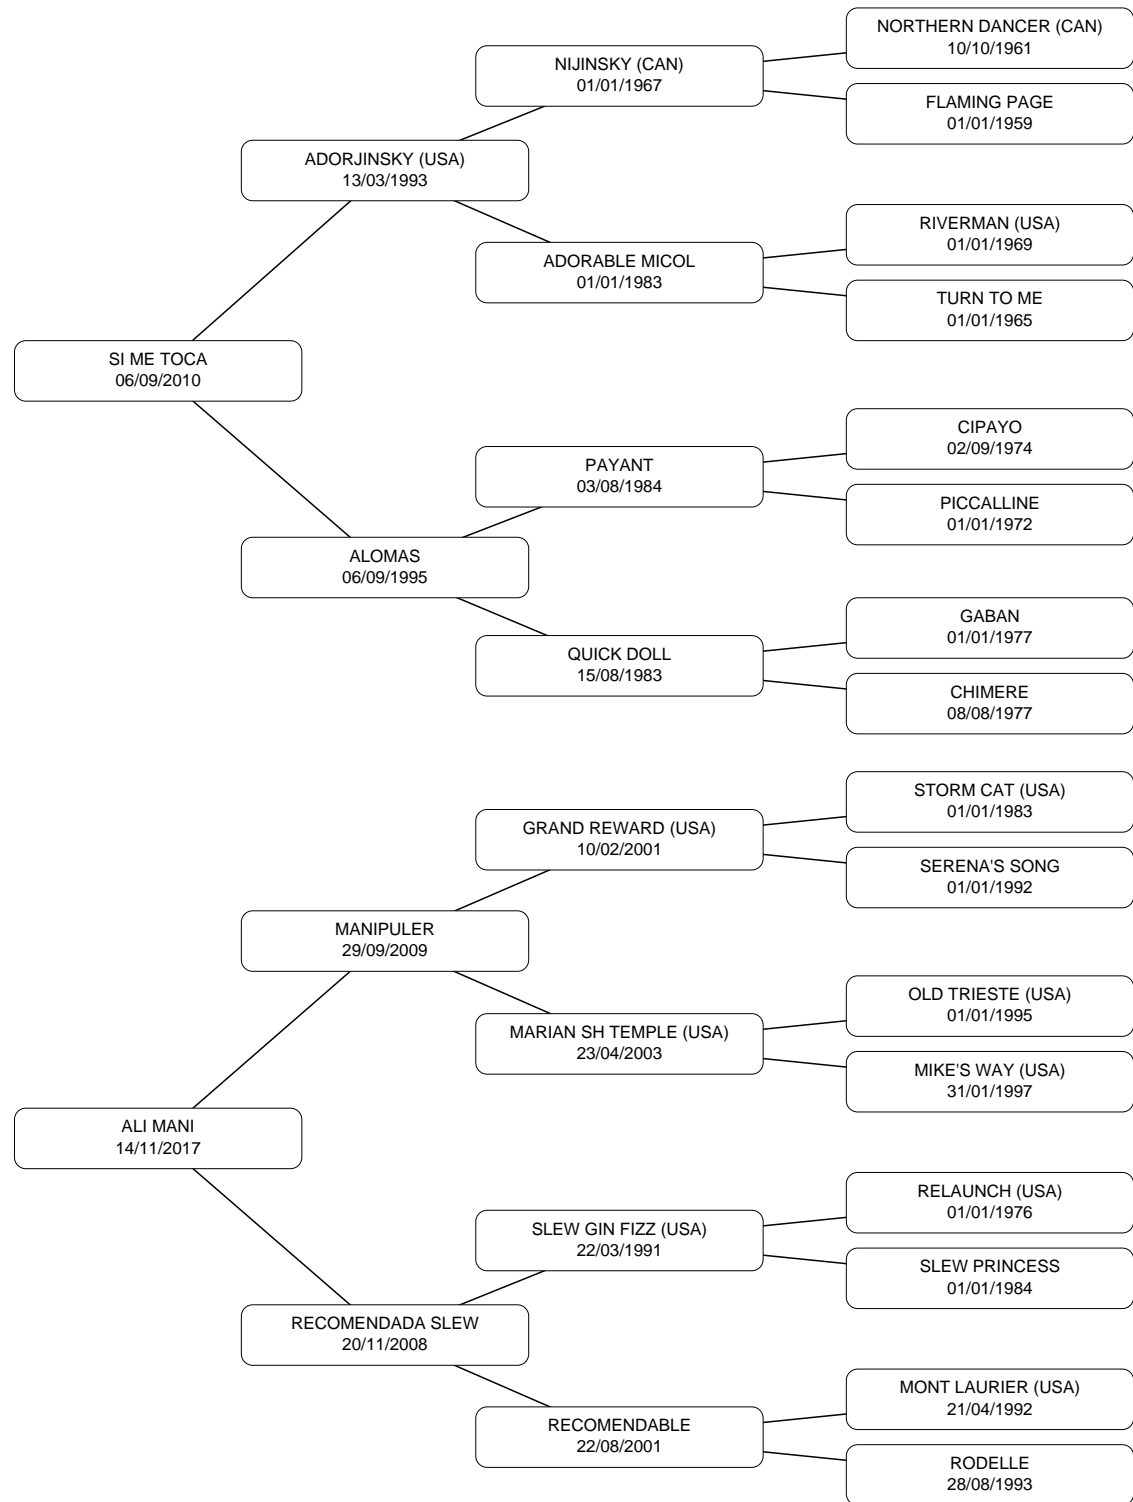 NORTHERN DANCER (CAN)
10/10/1961
NIJINSKY (CAN)
01/01/1967
FLAMING PAGE
01/01/1959
ADORJINSKY (USA)
13/03/1993
RIVERMAN (USA)
01/01/1969
ADORABLE MICOL
01/01/1983
TURN TO ME
01/01/1965
SI ME TOCA
06/09/2010
CIPAYO
02/09/1974
PAYANT
03/08/1984
PICCALLINE
01/01/1972
ALOMAS
06/09/1995
GABAN
01/01/1977
QUICK DOLL
15/08/1983
CHIMERE
08/08/1977
STORM CAT (USA)
01/01/1983
GRAND REWARD (USA)
10/02/2001
SERENA'S SONG
01/01/1992
MANIPULER
29/09/2009
OLD TRIESTE (USA)
01/01/1995
MARIAN SH TEMPLE (USA)
23/04/2003
MIKE'S WAY (USA)
31/01/1997
ALI MANI
14/11/2017
RELAUNCH (USA)
01/01/1976
SLEW GIN FIZZ (USA)
22/03/1991
SLEW PRINCESS
01/01/1984
RECOMENDADA SLEW
20/11/2008
MONT LAURIER (USA)
21/04/1992
RECOMENDABLE
22/08/2001
RODELLE
28/08/1993